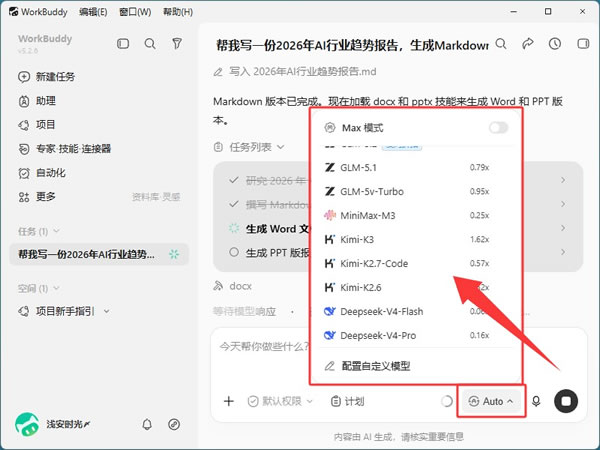 WorkBuddy 编辑(E) 窗口(W) 帮助(H)
WorkBuddy
v5.2.6
新建任务
助理
项目
专家·技能·连接器
自动化
更多
资料库·灵感
任务 (1)
帮我写一份2026年AI行业趋势...
空间 (1)
项目新手指引
浅安时光
帮我写一份2026年AI行业趋势报告，生成Markdown
写入 2026年AI行业趋势报告.md
Markdown 版本已完成。现在加载 docx 和 pptx 技能来生成 Word 和 PPT 版
本。
任务列表
研究 2026 年
撰写 Markdow
生成 Word 文
生成 PPT 版报
docx
等待模型响应
Max 模式
GLM-5.1 0.79x
GLM-5v-Turbo 0.95x
MiniMax-M3 0.25x
Kimi-K3 1.62x
Kimi-K2.7-Code 0.57x
Kimi-K2.6
Deepseek-V4-Flash
Deepseek-V4-Pro 0.16x
配置自定义模型
今天帮你做些什么?
默认权限
计划
Auto
内容由 AI 生成，请核实重要信息